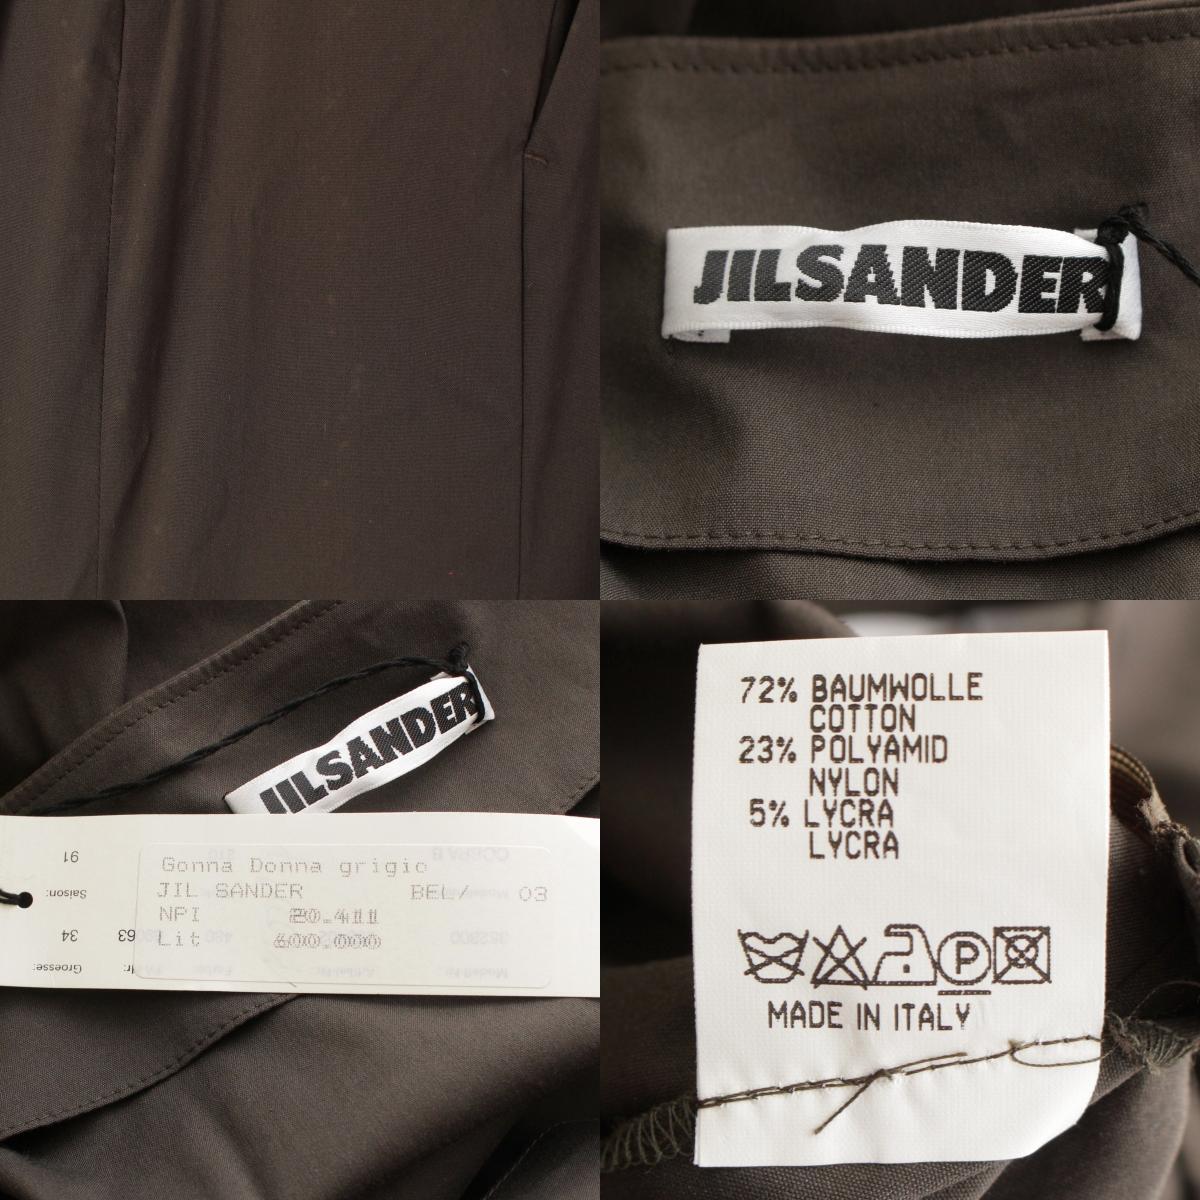 JILSANDER
JILSANDER
Gonna Donna grigio
JIL SANDER BEL/ 03
NPI 20.411
Lit 600.000
91
Saison:
34
Groesse:
72% BAUMWOLLE
COTTON
23% POLYAMID
NYLON
5% LYCRA
LYCRA
P
MADE IN ITALY